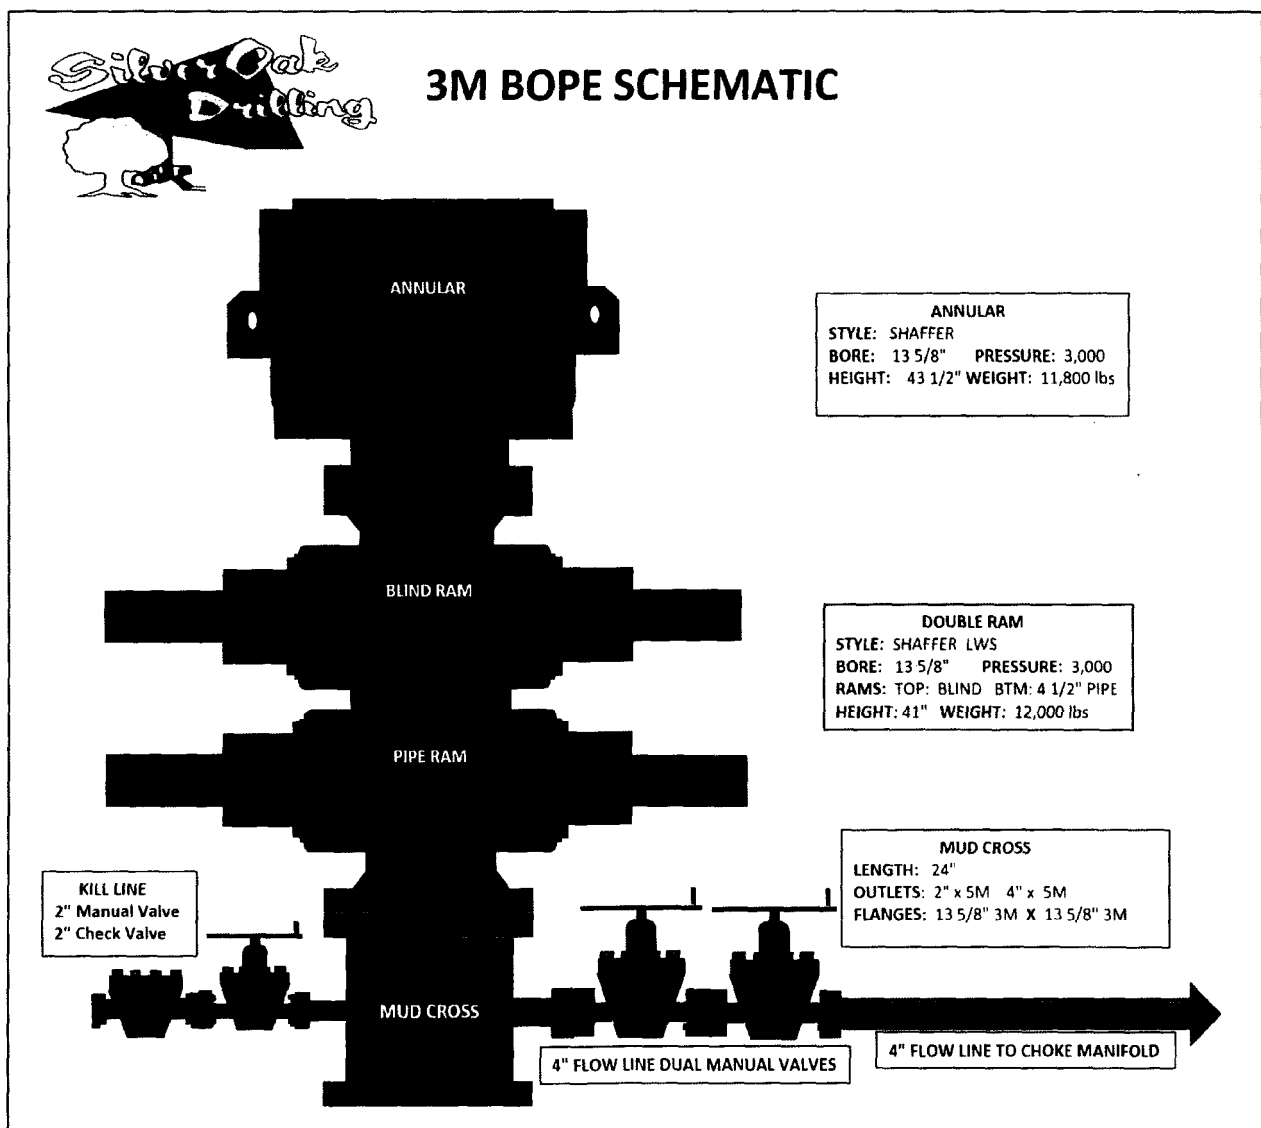 Silver Oak
Drilling
3M BOPE SCHEMATIC
ANNULAR
ANNULAR
STYLE: SHAFFER
BORE: 13 5/8" PRESSURE: 3,000
HEIGHT: 43 1/2" WEIGHT: 11,800 lbs
BLIND RAM
DOUBLE RAM
STYLE: SHAFFER LWS
BORE: 13 5/8" PRESSURE: 3,000
RAMS: TOP: BLIND BTM: 4 1/2" PIPE
HEIGHT: 41" WEIGHT: 12,000 lbs
PIPE RAM
MUD CROSS
LENGTH: 24"
OUTLETS: 2" x 5M 4" x 5M
FLANGES: 13 5/8" 3M X 13 5/8" 3M
KILL LINE
2" Manual Valve
2" Check Valve
MUD CROSS
4" FLOW LINE DUAL MANUAL VALVES
4" FLOW LINE TO CHOKE MANIFOLD